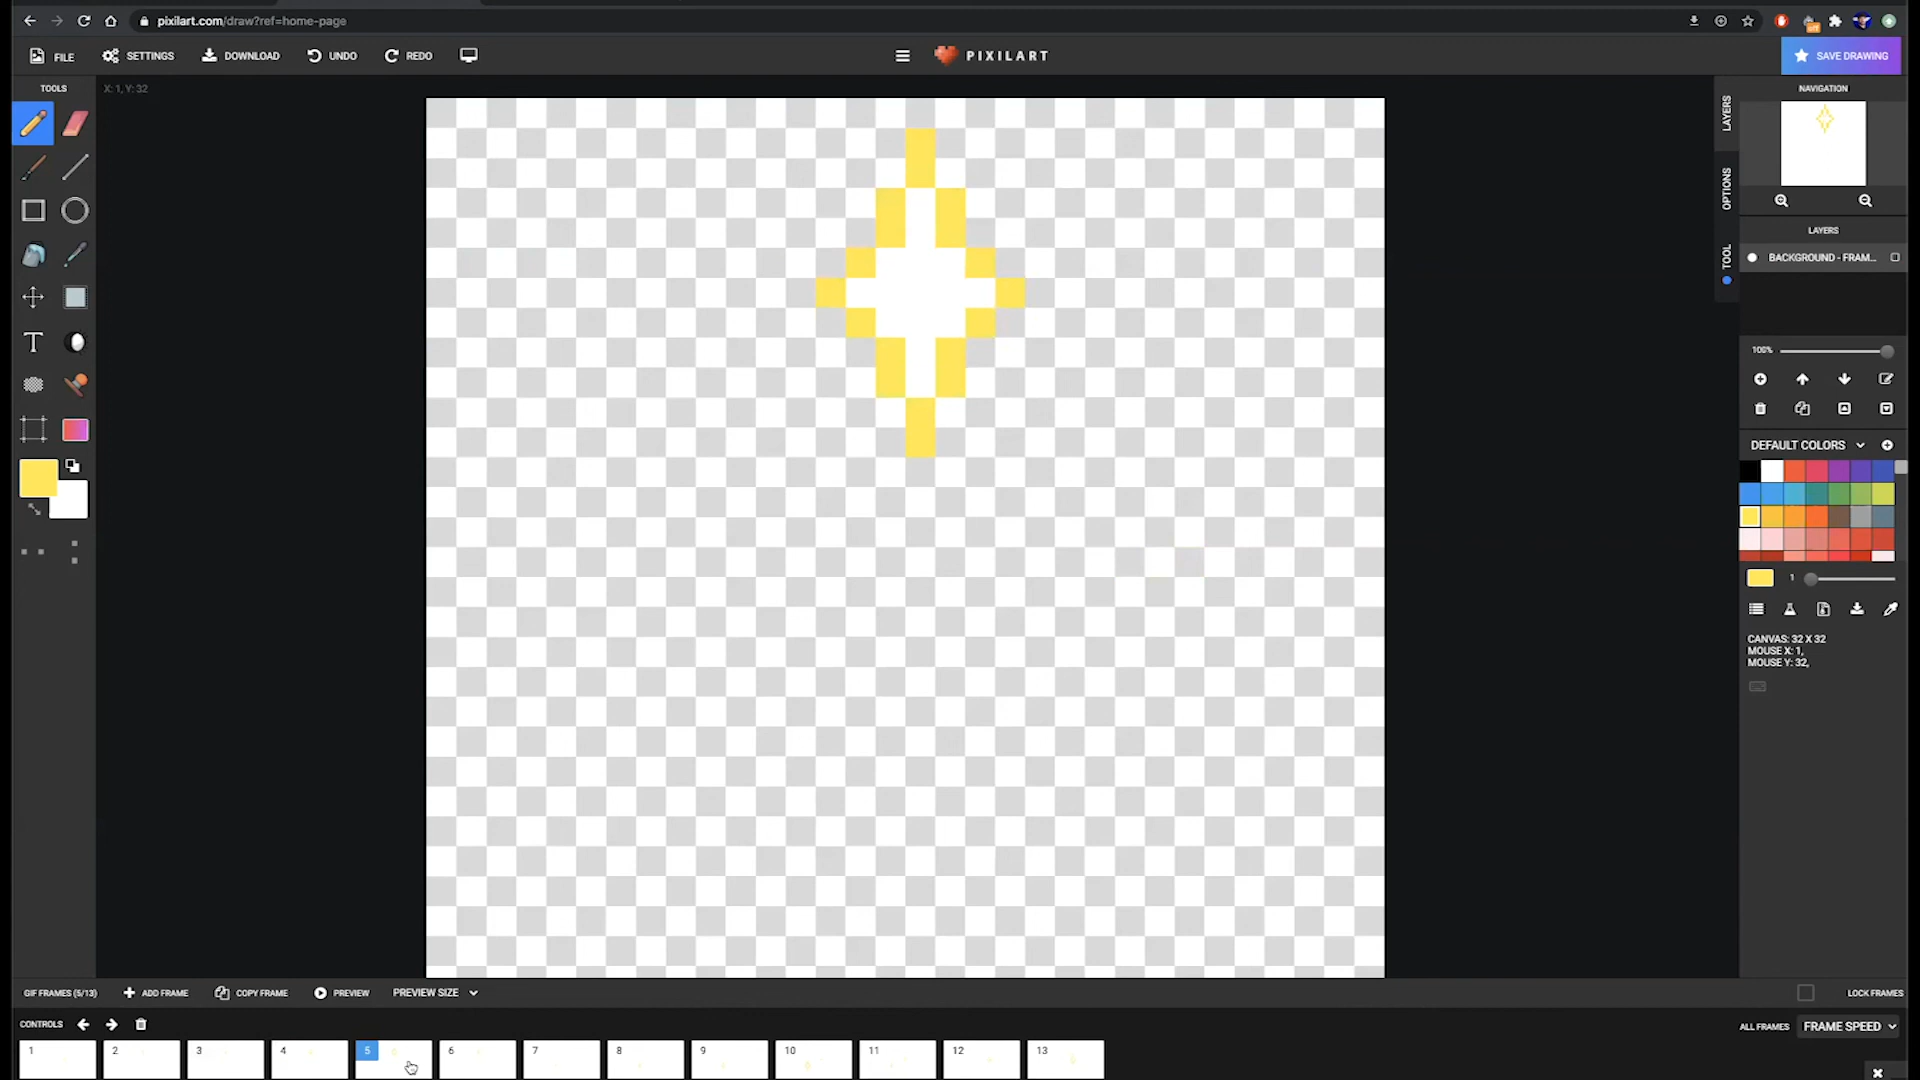 pixilart.com/draw?ref=home-page
FILE SETTINGS DOWNLOAD UNDO REDO PIXILART SAVE DRAWING
TOOLS X: 1, Y: 32 NAVIGATION
LAYERS
OPTIONS
TOOL
LAYERS
BACKGROUND - FRAM...
T
100%
DEFAULT COLORS
1
CANVAS: 32 X 32
MOUSE X: 1,
MOUSE Y: 32,
GIF FRAMES (5/13) ADD FRAME COPY FRAME PREVIEW PREVIEW SIZE LOCK FRAMES
CONTROLS ALL FRAMES FRAME SPEED
1 2 3 4 5 6 7 8 9 10 11 12 13